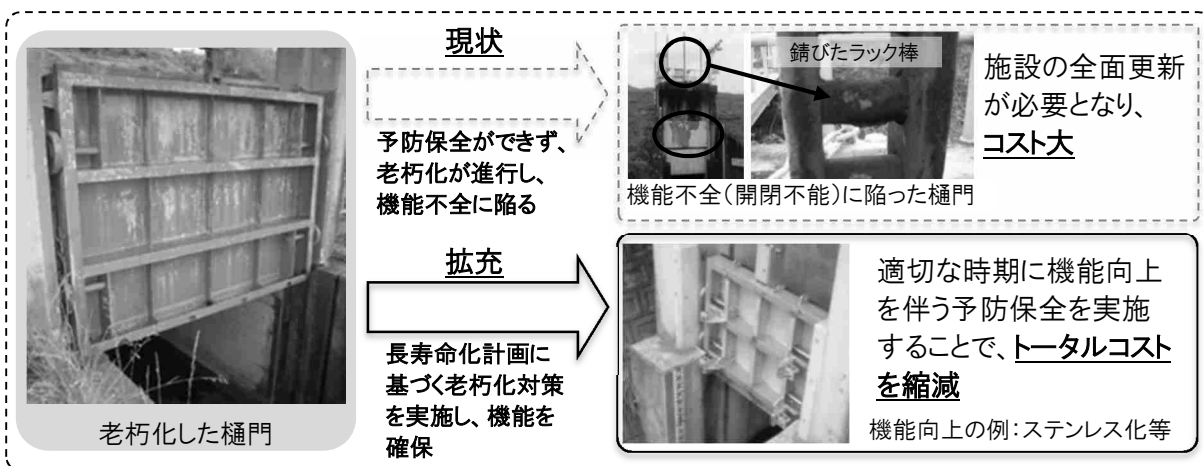 老朽化した樋門
現状
予防保全ができず、
老朽化が進行し、
機能不全に陥る
錆びたラック棒
機能不全(開閉不能)に陥った樋門
施設の全面更新
が必要となり、
コスト大
拡充
長寿命化計画に
基づく老朽化対策
を実施し、機能を
確保
適切な時期に機能向上
を伴う予防保全を実施
することで、トータルコスト
を縮減
機能向上の例：ステンレス化等